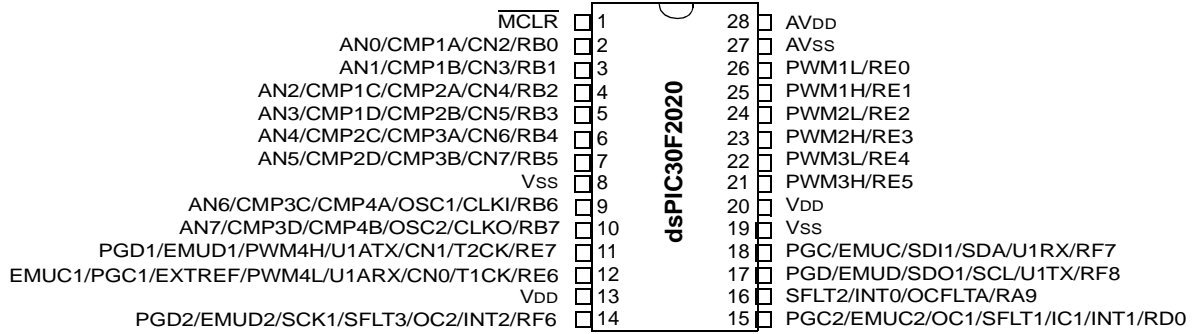 MCLR 1 28 AVDD
AN0/CMP1A/CN2/RB0 2 27 AVSS
AN1/CMP1B/CN3/RB1 3 26 PWM1L/RE0
AN2/CMP1C/CMP2A/CN4/RB2 4 25 PWM1H/RE1
AN3/CMP1D/CMP2B/CN5/RB3 5 24 PWM2L/RE2
AN4/CMP2C/CMP3A/CN6/RB4 6 23 PWM2H/RE3
AN5/CMP2D/CMP3B/CN7/RB5 7 22 PWM3L/RE4
VSS 8 21 PWM3H/RE5
AN6/CMP3C/CMP4A/OSC1/CLKI/RB6 9 20 VDD
AN7/CMP3D/CMP4B/OSC2/CLKO/RB7 10 19 VSS
PGD1/EMUD1/PWM4H/U1ATX/CN1/T2CK/RE7 11 18 PGC/EMUC/SDI1/SDA/U1RX/RF7
EMUC1/PGC1/EXTREF/PWM4L/U1ARX/CN0/T1CK/RE6 12 17 PGD/EMUD/SDO1/SCL/U1TX/RF8
VDD 13 16 SFLT2/INT0/OCFLTA/RA9
PGD2/EMUD2/SCK1/SFLT3/OC2/INT2/RF6 14 15 PGC2/EMUC2/OC1/SFLT1/IC1/INT1/RD0
dsPIC30F2020